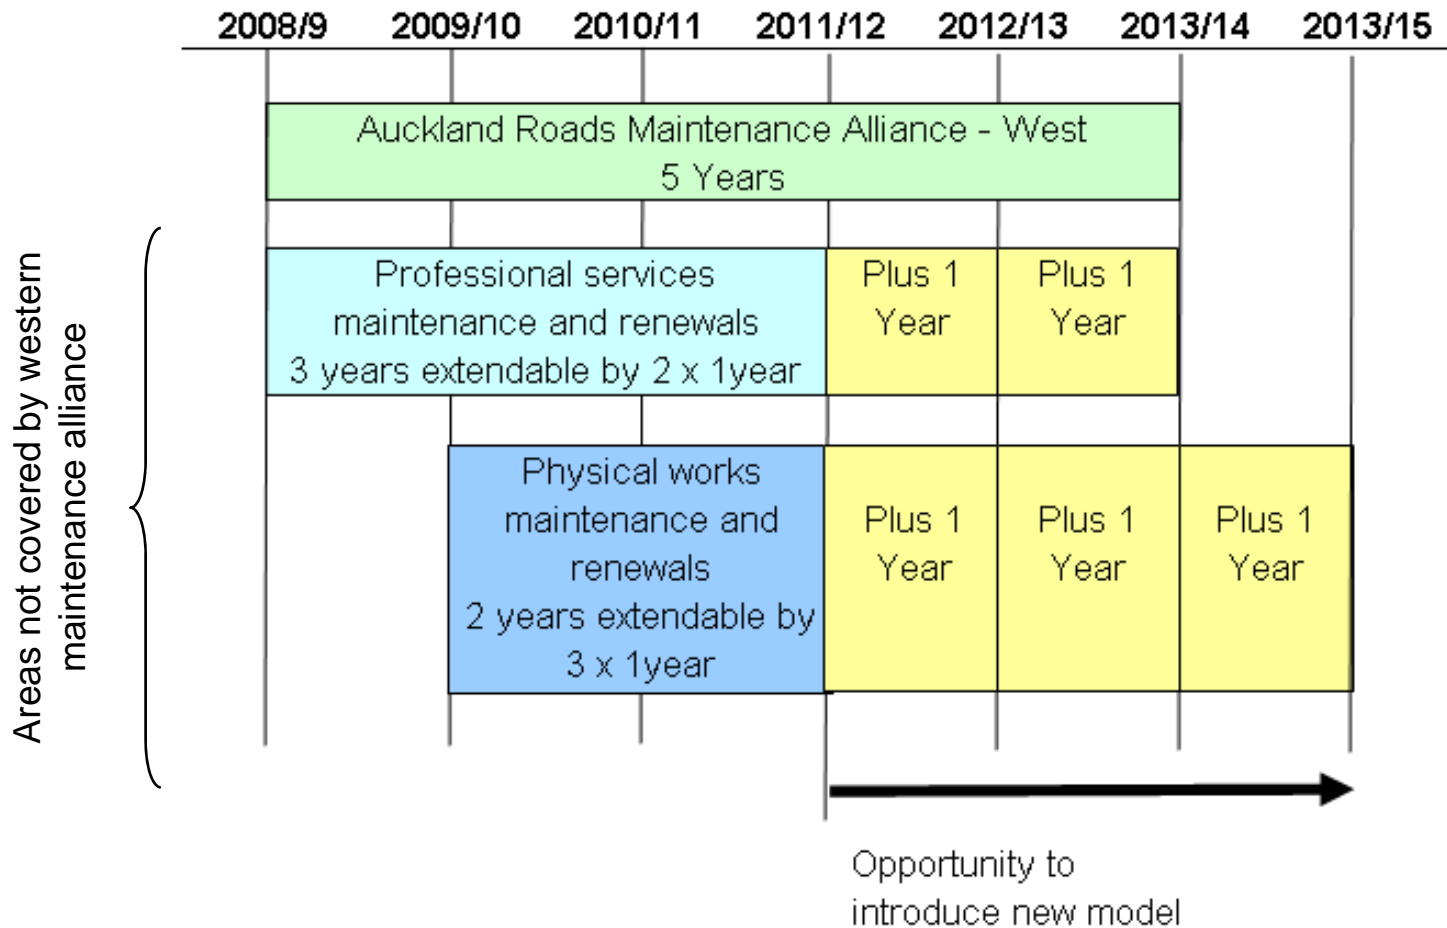 2008/9 2009/10 2010/11 2011/12 2012/13 2013/14 2013/15
Auckland Roads Maintenance Alliance - West
5 Years
Areas not covered by western
maintenance alliance
Professional services
maintenance and renewals
3 years extendable by 2 x 1year
Plus 1
Year
Plus 1
Year
Physical works
maintenance and
renewals
2 years extendable by
3 x 1year
Plus 1
Year
Plus 1
Year
Plus 1
Year
Opportunity to
introduce new model